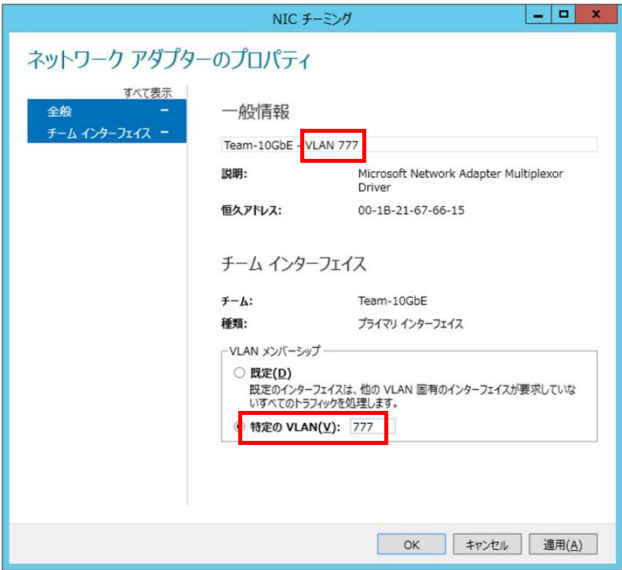 NIC チーミング
ネットワーク アダプターのプロパティ
すべて表示
全般
チーム インターフェイス
一般情報
Team-10GbE - VLAN 777
説明: Microsoft Network Adapter Multiplexor
Driver
恒久アドレス: 00-1B-21-67-66-15
チーム インターフェイス
チーム: Team-10GbE
種類: プライマリ インターフェイス
VLAN メンバーシップ
既定(D)
既定のインターフェイスは、他の VLAN 固有のインターフェイスが要求していな
いすべてのトラフィックを処理します。
特定の VLAN(V): 777
OK キャンセル 適用(A)